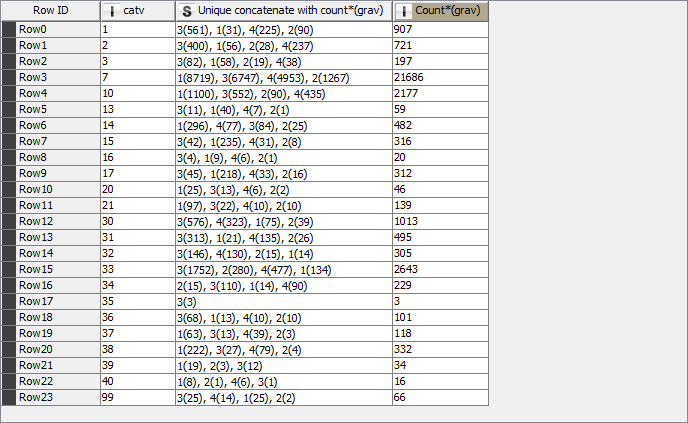 Row ID I catv S Unique concatenate with count*(grav) I Count*(grav)
Row0 1 3(561), 1(31), 4(225), 2(90) 907
Row1 2 3(400), 1(56), 2(28), 4(237) 721
Row2 3 3(82), 1(58), 2(19), 4(38) 197
Row3 7 1(8719), 3(6747), 4(4953), 2(1267) 21686
Row4 10 1(1100), 3(552), 2(90), 4(435) 2177
Row5 13 3(11), 1(40), 4(7), 2(1) 59
Row6 14 1(296), 4(77), 3(84), 2(25) 482
Row7 15 3(42), 1(235), 4(31), 2(8) 316
Row8 16 3(4), 1(9), 4(6), 2(1) 20
Row9 17 3(45), 1(218), 4(33), 2(16) 312
Row10 20 1(25), 3(13), 4(6), 2(2) 46
Row11 21 1(97), 3(22), 4(10), 2(10) 139
Row12 30 3(576), 4(323), 1(75), 2(39) 1013
Row13 31 3(313), 1(21), 4(135), 2(26) 495
Row14 32 3(146), 4(130), 2(15), 1(14) 305
Row15 33 3(1752), 2(280), 4(477), 1(134) 2643
Row16 34 2(15), 3(110), 1(14), 4(90) 229
Row17 35 3(3) 3
Row18 36 3(68), 1(13), 4(10), 2(10) 101
Row19 37 1(63), 3(13), 4(39), 2(3) 118
Row20 38 1(222), 3(27), 4(79), 2(4) 332
Row21 39 1(19), 2(3), 3(12) 34
Row22 40 1(8), 2(1), 4(6), 3(1) 16
Row23 99 3(25), 4(14), 1(25), 2(2) 66